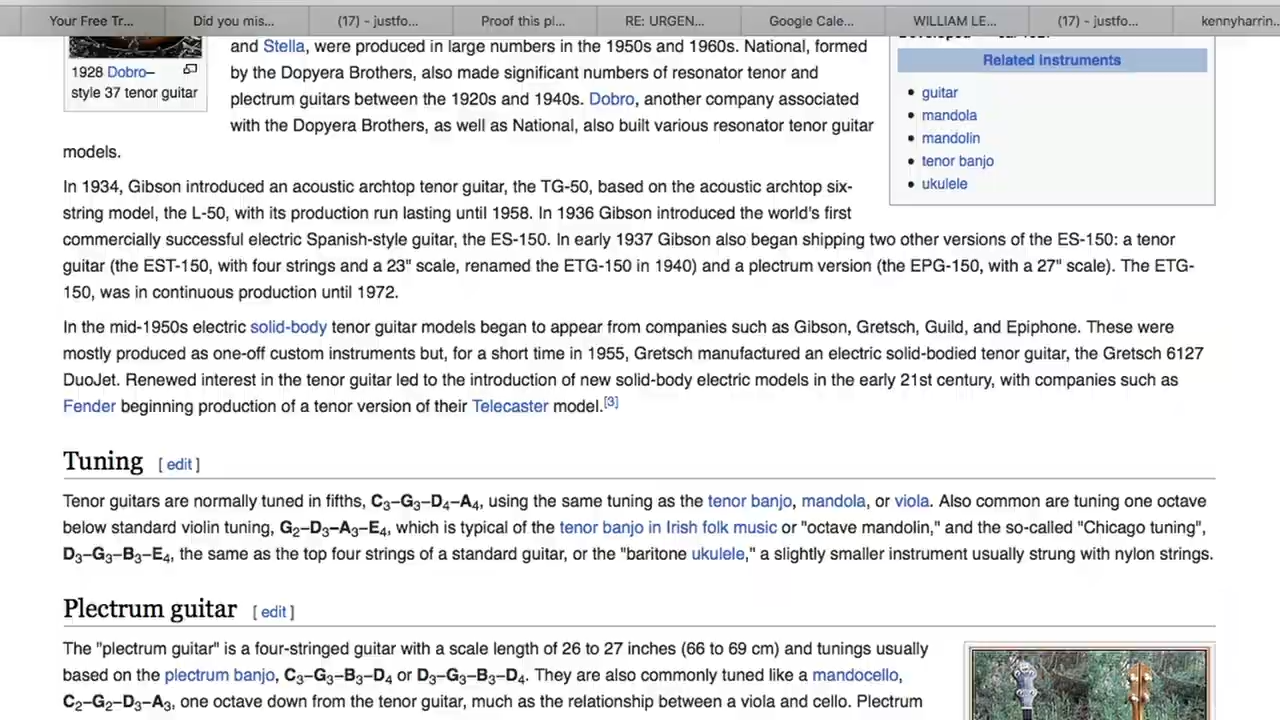 Your Free Tr...
Did you mis...
(17) - justfo...
Proof this pl...
RE: URGEN...
Google Cale...
WILLIAM LE...
(17) - justfo...
kennyharrin...
1928 Dobro–
style 37 tenor guitar
and Stella, were produced in large numbers in the 1950s and 1960s. National, formed
by the Dopyera Brothers, also made significant numbers of resonator tenor and
plectrum guitars between the 1920s and 1940s. Dobro, another company associated
with the Dopyera Brothers, as well as National, also built various resonator tenor guitar
models.
Related instruments
• guitar
• mandola
• mandolin
• tenor banjo
• ukulele
In 1934, Gibson introduced an acoustic archtop tenor guitar, the TG-50, based on the acoustic archtop six-
string model, the L-50, with its production run lasting until 1958. In 1936 Gibson introduced the world's first
commercially successful electric Spanish-style guitar, the ES-150. In early 1937 Gibson also began shipping two other versions of the ES-150: a tenor
guitar (the EST-150, with four strings and a 23" scale, renamed the ETG-150 in 1940) and a plectrum version (the EPG-150, with a 27" scale). The ETG-
150, was in continuous production until 1972.
In the mid-1950s electric solid-body tenor guitar models began to appear from companies such as Gibson, Gretsch, Guild, and Epiphone. These were
mostly produced as one-off custom instruments but, for a short time in 1955, Gretsch manufactured an electric solid-bodied tenor guitar, the Gretsch 6127
DuoJet. Renewed interest in the tenor guitar led to the introduction of new solid-body electric models in the early 21st century, with companies such as
Fender beginning production of a tenor version of their Telecaster model.[3]
Tuning [ edit ]
Tenor guitars are normally tuned in fifths, C3–G3–D4–A4, using the same tuning as the tenor banjo, mandola, or viola. Also common are tuning one octave
below standard violin tuning, G2–D3–A3–E4, which is typical of the tenor banjo in Irish folk music or "octave mandolin," and the so-called "Chicago tuning",
D3–G3–B3–E4, the same as the top four strings of a standard guitar, or the "baritone ukulele," a slightly smaller instrument usually strung with nylon strings.
Plectrum guitar [ edit ]
The "plectrum guitar" is a four-stringed guitar with a scale length of 26 to 27 inches (66 to 69 cm) and tunings usually
based on the plectrum banjo, C3–G3–B3–D4 or D3–G3–B3–D4. They are also commonly tuned like a mandocello,
C2–G2–D3–A3, one octave down from the tenor guitar, much as the relationship between a viola and cello. Plectrum